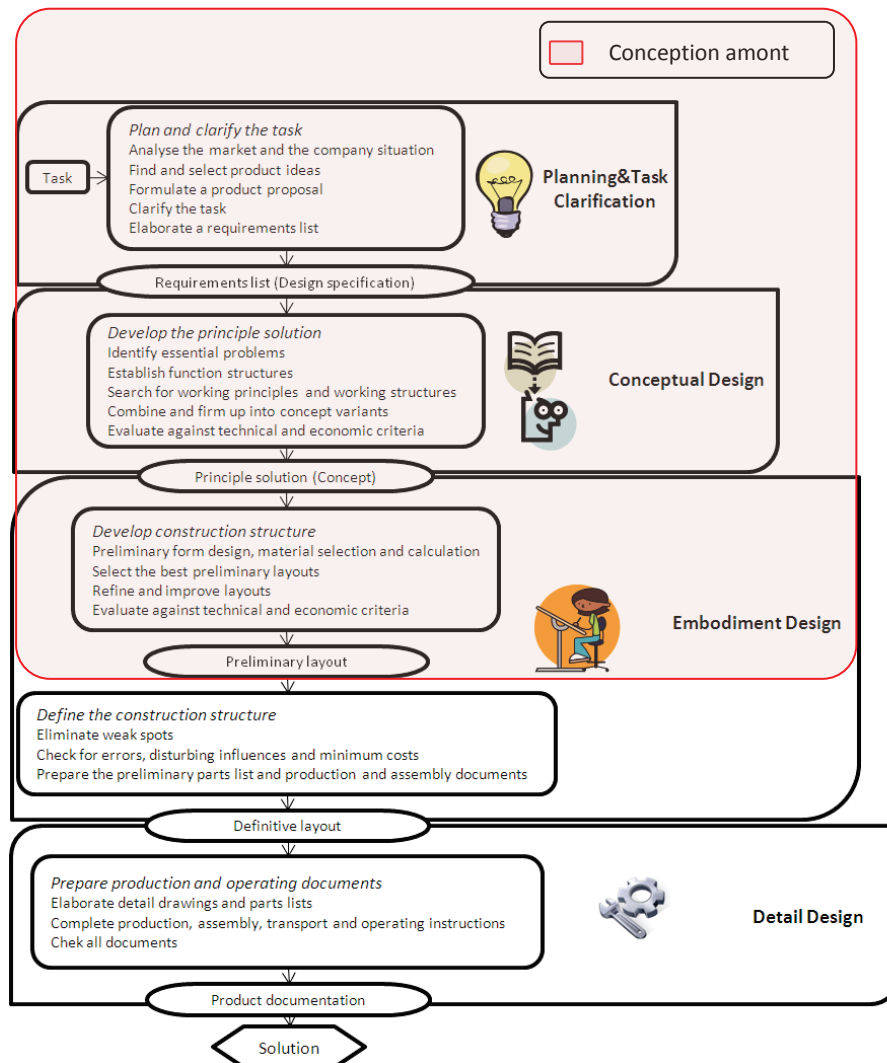 Conception amont
Plan and clarify the task
Analyse the market and the company situation
Find and select product ideas
Formulate a product proposal
Clarify the task
Elaborate a requirements list
Task
Planning&Task
Clarification
Requirements list (Design specification)
Develop the principle solution
Identify essential problems
Establish function structures
Search for working principles and working structures
Combine and firm up into concept variants
Evaluate against technical and economic criteria
Conceptual Design
Principle solution (Concept)
Develop construction structure
Preliminary form design, material selection and calculation
Select the best preliminary layouts
Refine and improve layouts
Evaluate against technical and economic criteria
Embodiment Design
Preliminary layout
Define the construction structure
Eliminate weak spots
Check for errors, disturbing influences and minimum costs
Prepare the preliminary parts list and production and assembly documents
Definitive layout
Prepare production and operating documents
Elaborate detail drawings and parts lists
Complete production, assembly, transport and operating instructions
Chek all documents
Detail Design
Product documentation
Solution